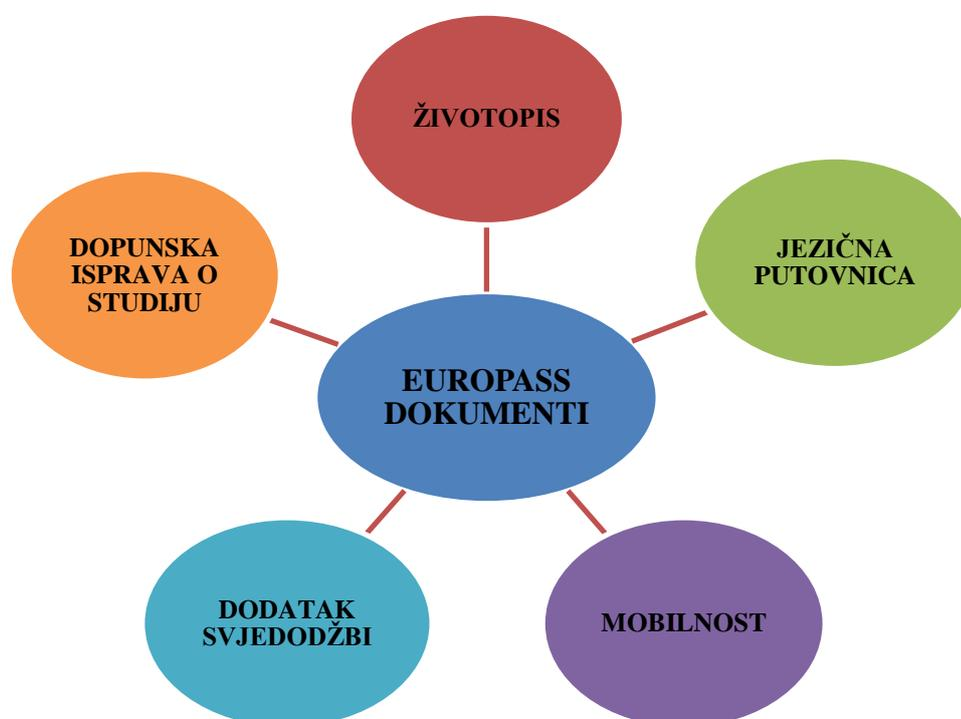 ŽIVOTOPIS
DOPUNSKA
ISPRAVA O
STUDIJU
JEZIČNA
PUTOVNICA
EUROPASS
DOKUMENTI
DODATAK
SVJEDODŽBI
MOBILNOST